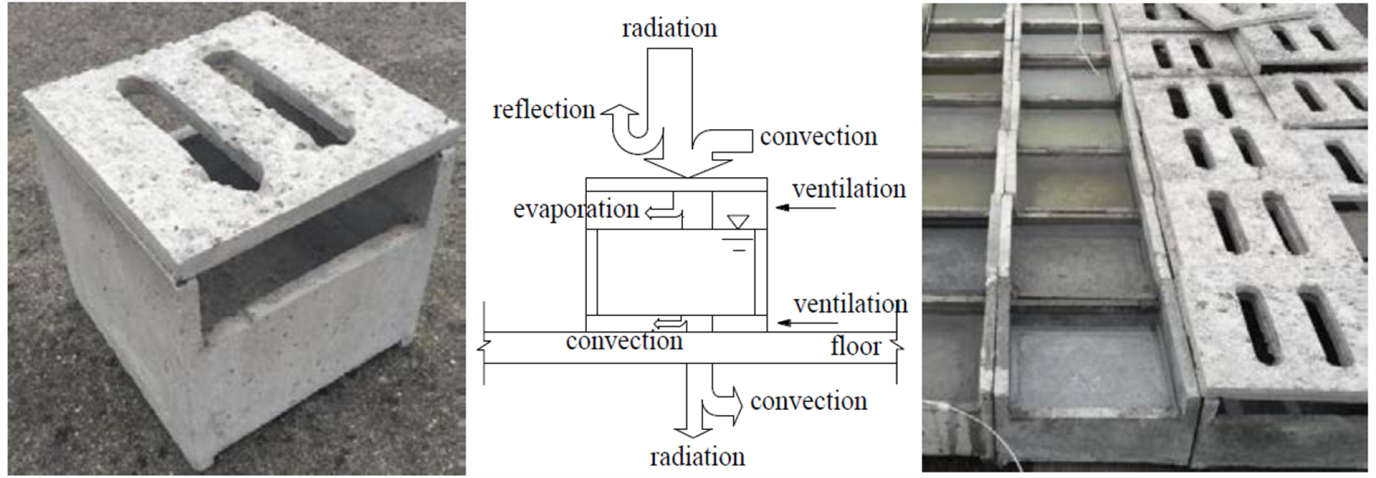 radiation
reflection
convection
ventilation
evaporation
ventilation
convection
floor
convection
radiation